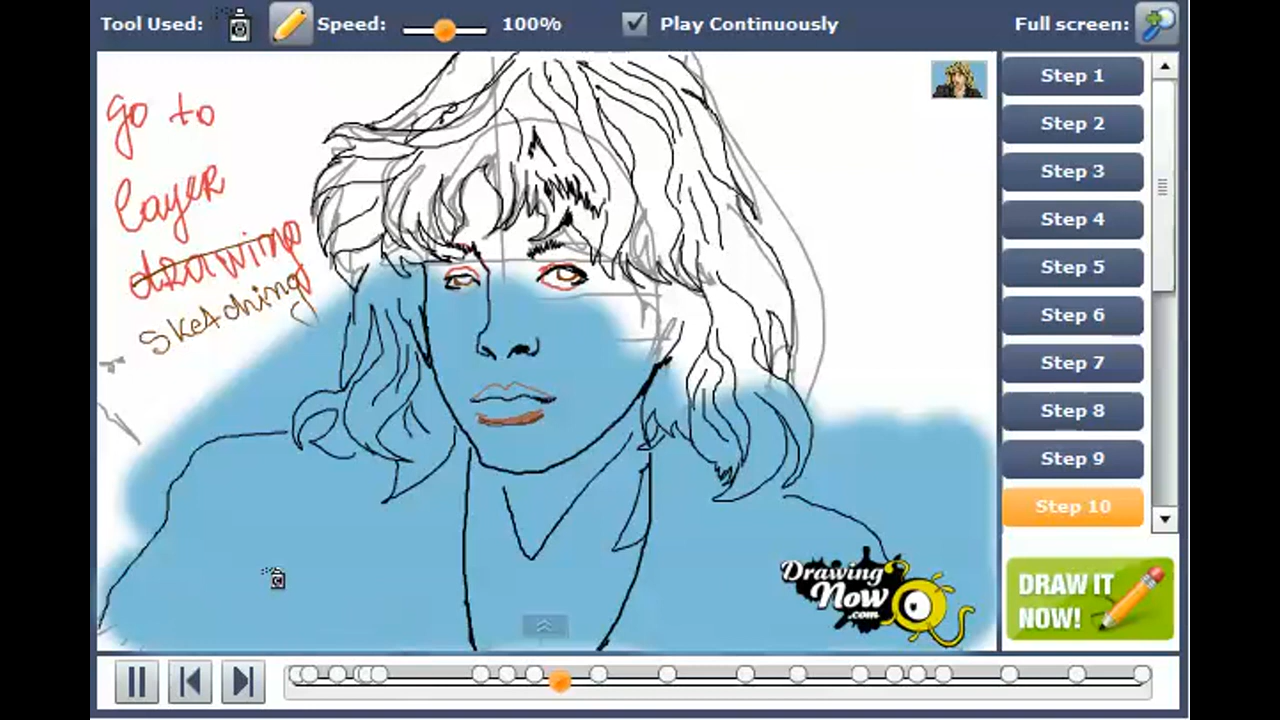 Tool Used:
Speed:
100%
Play Continuously
Full screen:
go to
layer
drawing
sketching
Step 1
Step 2
Step 3
Step 4
Step 5
Step 6
Step 7
Step 8
Step 9
Step 10
Drawing
Now!
.com
DRAW IT
NOW!